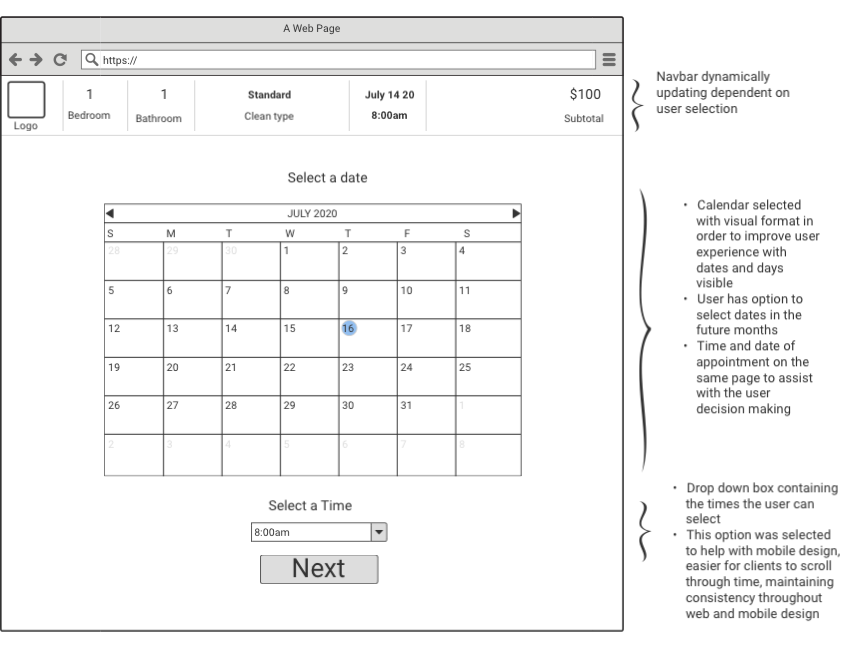 A Web Page
https://
1
Bedroom
1
Bathroom
Standard
Clean type
July 14 20
8:00am
$100
Subtotal
Logo
Navbar dynamically
updating dependent on
user selection
Select a date
JULY 2020
S M T W T F S
28 29 30 1 2 3 4
5 6 7 8 9 10 11
12 13 14 15 16 17 18
19 20 21 22 23 24 25
26 27 28 29 30 31 1
2 3 4 5 6 7 8
• Calendar selected
with visual format in
order to improve user
experience with
dates and days
visible
• User has option to
select dates in the
future months
• Time and date of
appointment on the
same page to assist
with the user
decision making
Select a Time
8:00am
Next
• Drop down box containing
the times the user can
select
• This option was selected
to help with mobile design,
easier for clients to scroll
through time, maintaining
consistency throughout
web and mobile design